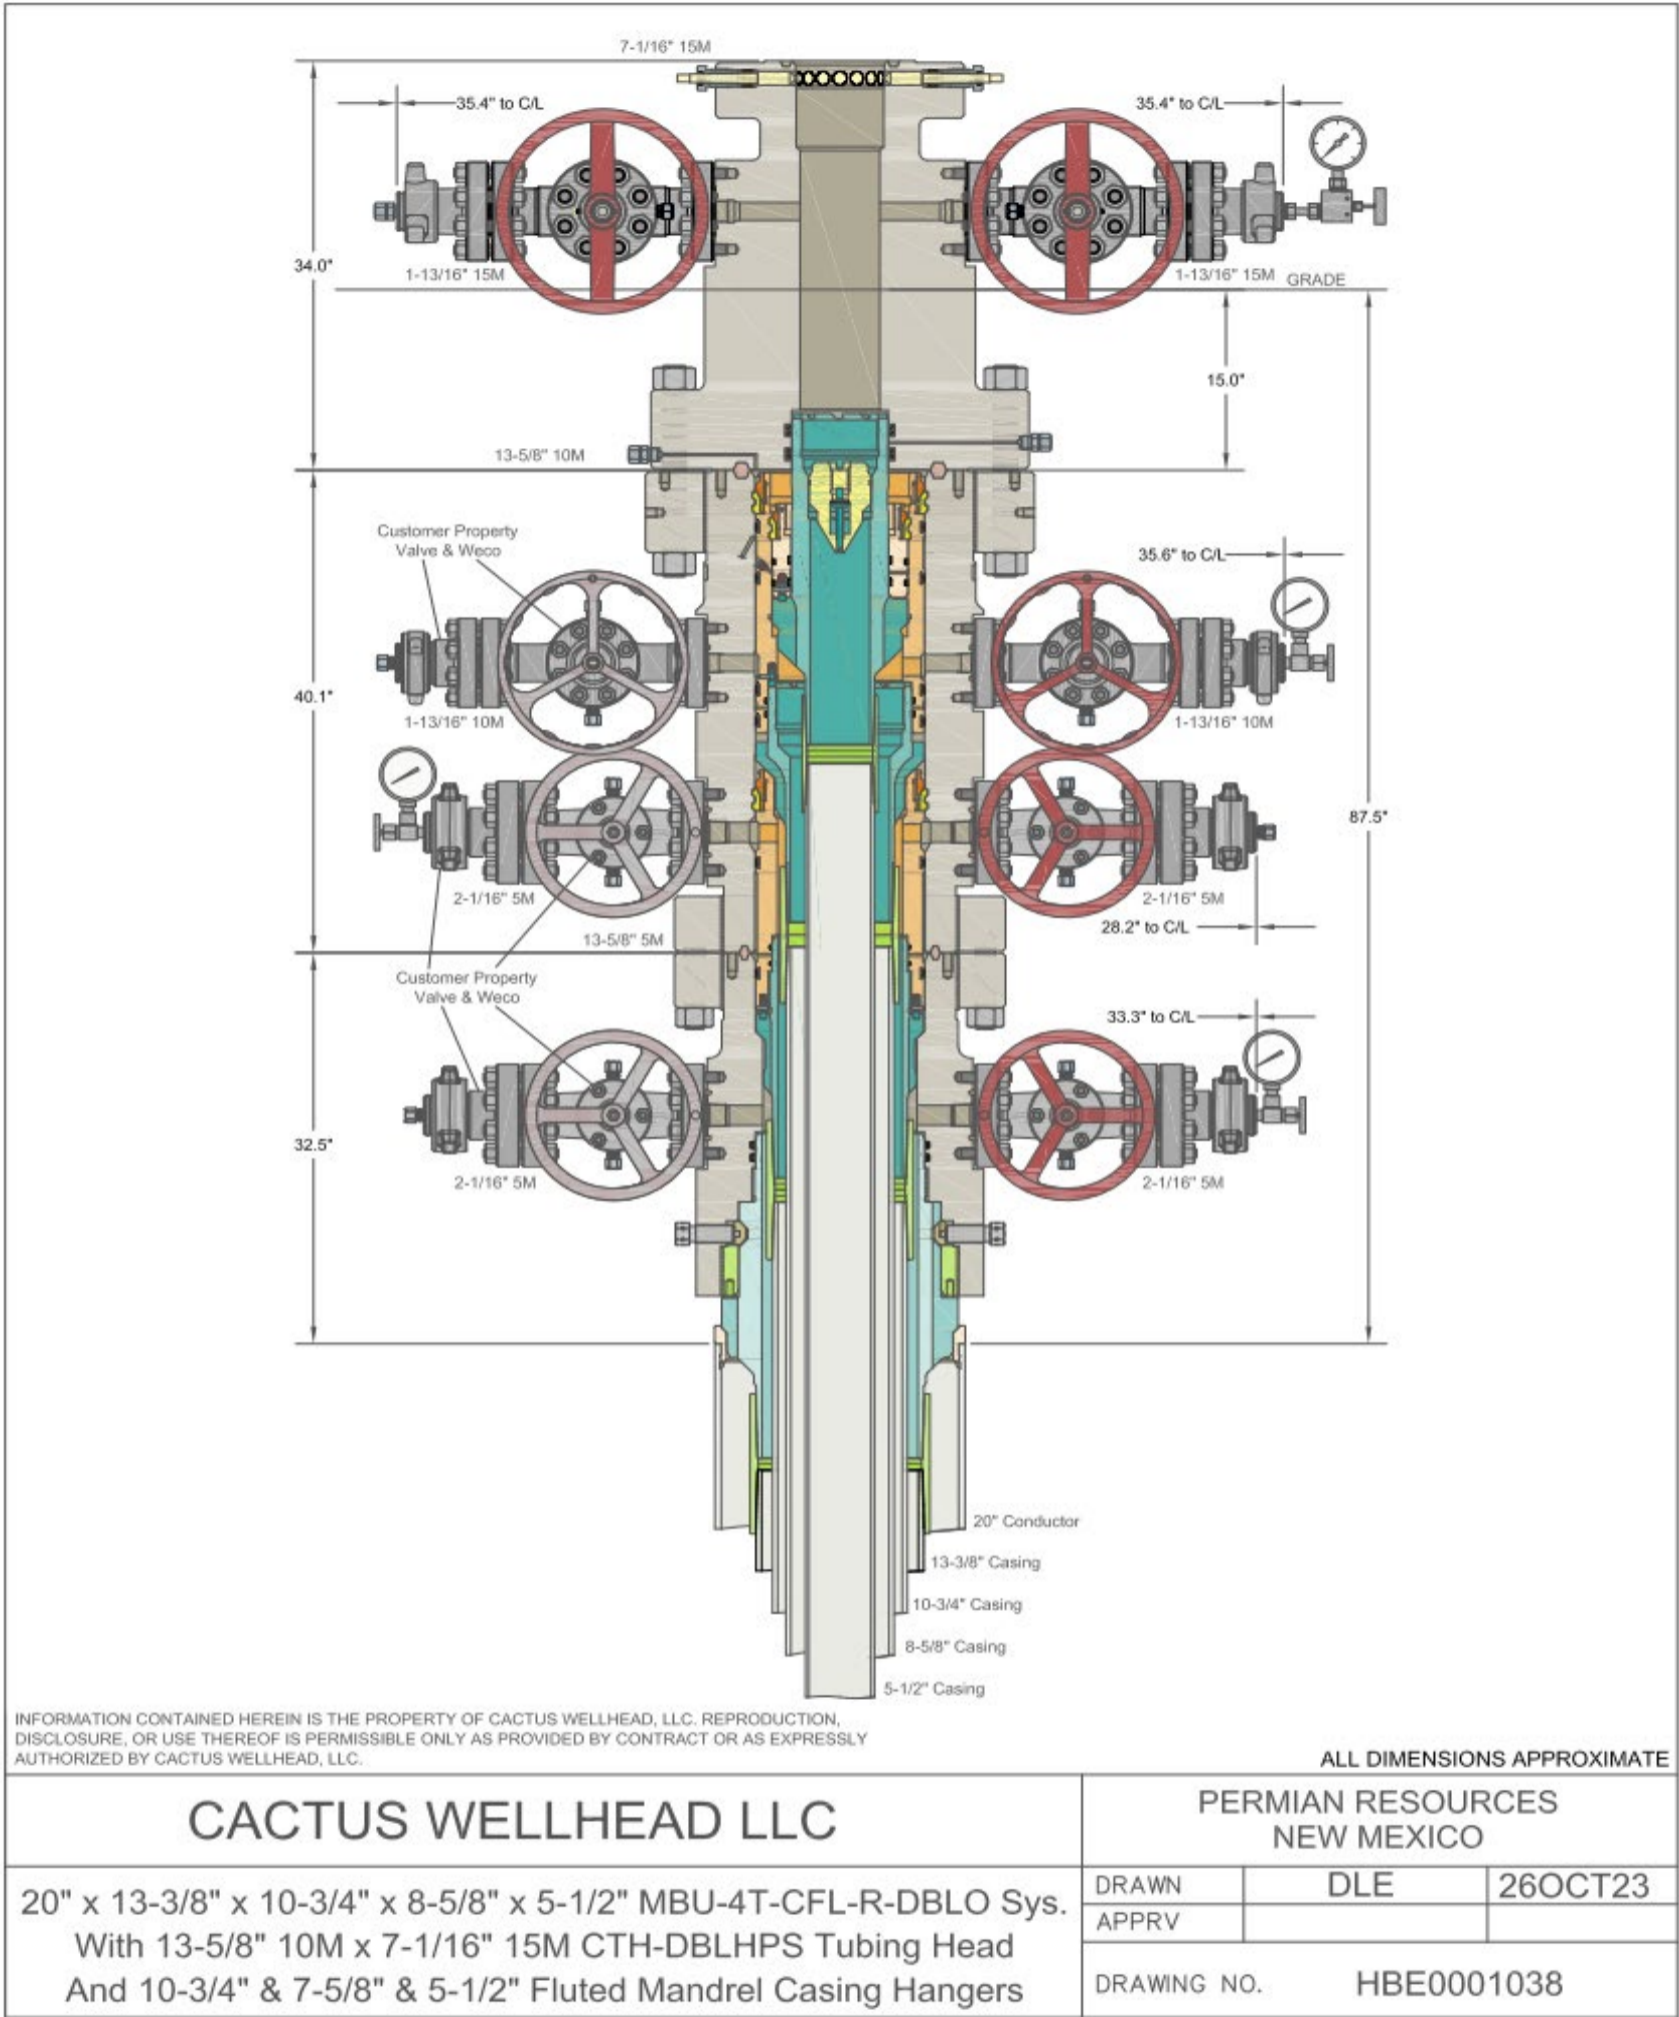 7-1/16" 15M
35.4" to C/L
35.4" to C/L
34.0"
1-13/16" 15M
1-13/16" 15M
GRADE
15.0"
13-5/8" 10M
Customer Property
Valve & Weco
35.6" to C/L
40.1"
1-13/16" 10M
1-13/16" 10M
87.5"
2-1/16" 5M
2-1/16" 5M
28.2" to C/L
13-5/8" 5M
Customer Property
Valve & Weco
33.3" to C/L
32.5"
2-1/16" 5M
2-1/16" 5M
20" Conductor
13-3/8" Casing
10-3/4" Casing
8-5/8" Casing
5-1/2" Casing
INFORMATION CONTAINED HEREIN IS THE PROPERTY OF CACTUS WELLHEAD, LLC. REPRODUCTION,
DISCLOSURE, OR USE THEREOF IS PERMISSIBLE ONLY AS PROVIDED BY CONTRACT OR AS EXPRESSLY
AUTHORIZED BY CACTUS WELLHEAD, LLC.
ALL DIMENSIONS APPROXIMATE
CACTUS WELLHEAD LLC
PERMIAN RESOURCES
NEW MEXICO
20" x 13-3/8" x 10-3/4" x 8-5/8" x 5-1/2" MBU-4T-CFL-R-DBLO Sys.
With 13-5/8" 10M x 7-1/16" 15M CTH-DBLHPS Tubing Head
And 10-3/4" & 7-5/8" & 5-1/2" Fluted Mandrel Casing Hangers
DRAWN DLE 26OCT23
APPRV
DRAWING NO. HBE0001038